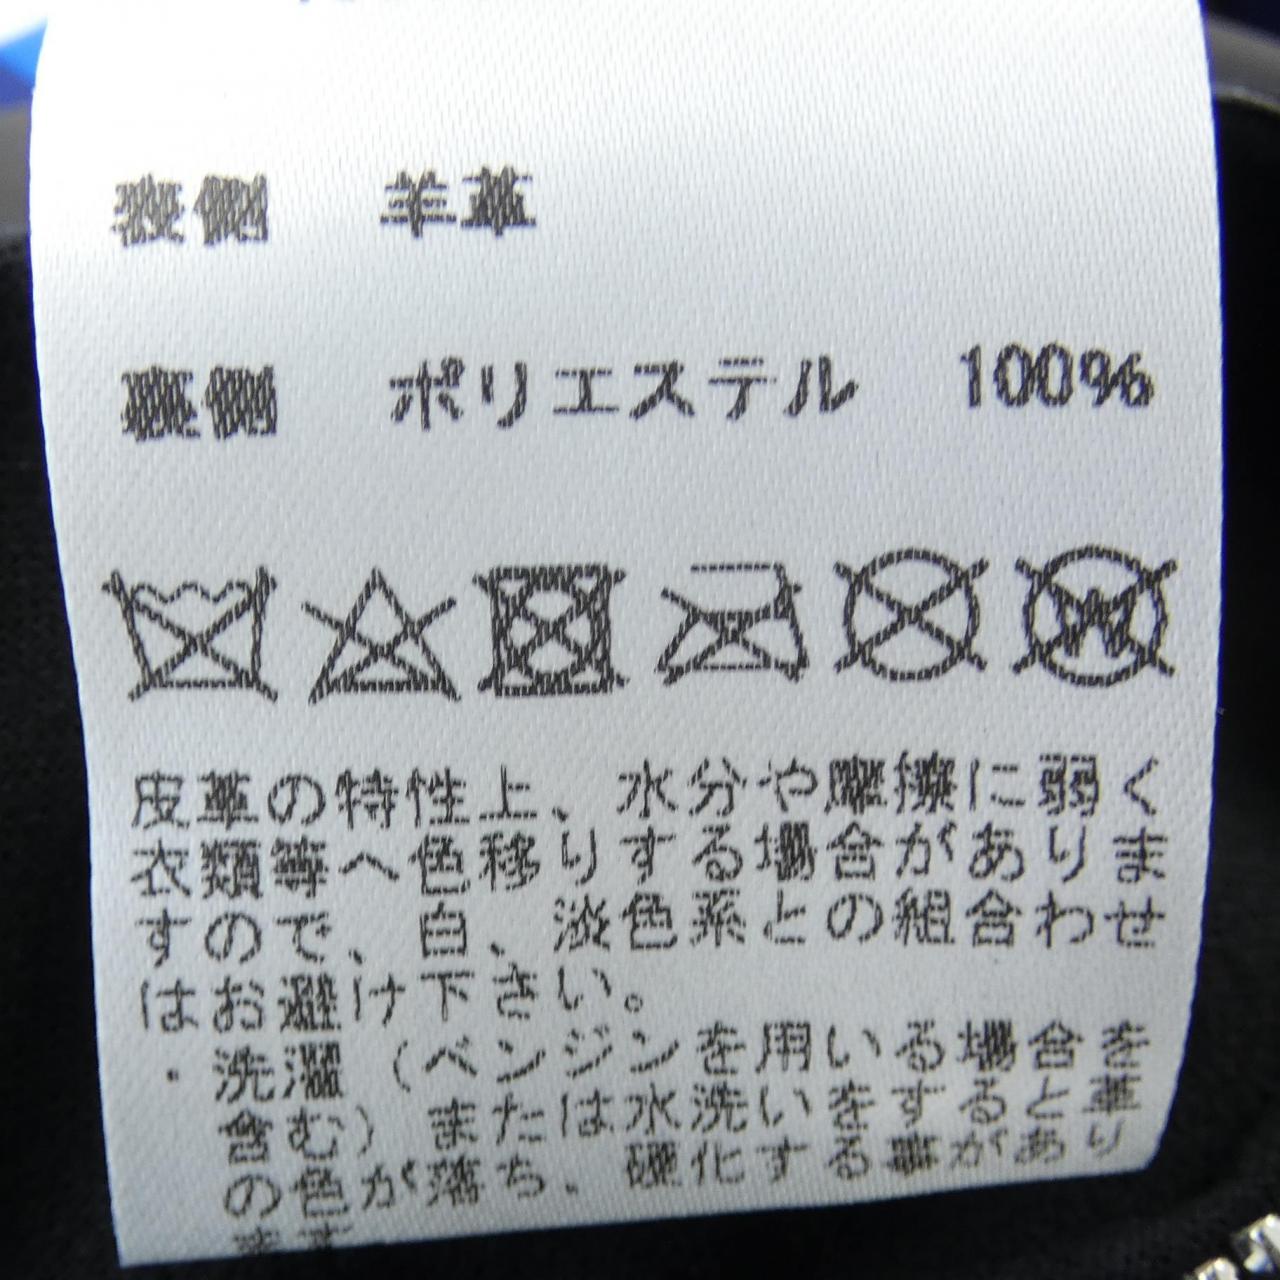 表側 羊革
裏側 ポリエステル 100%
W
皮革の特性上、水分や摩擦に弱く
衣類等へ色移りする場合がありま
すので、白、淡色系との組合わせ
はお避け下さい。
・洗濯（ベンジンを用いる場合を
含む）または水洗いをすると革
の色が落ち、硬化する事があり
ます